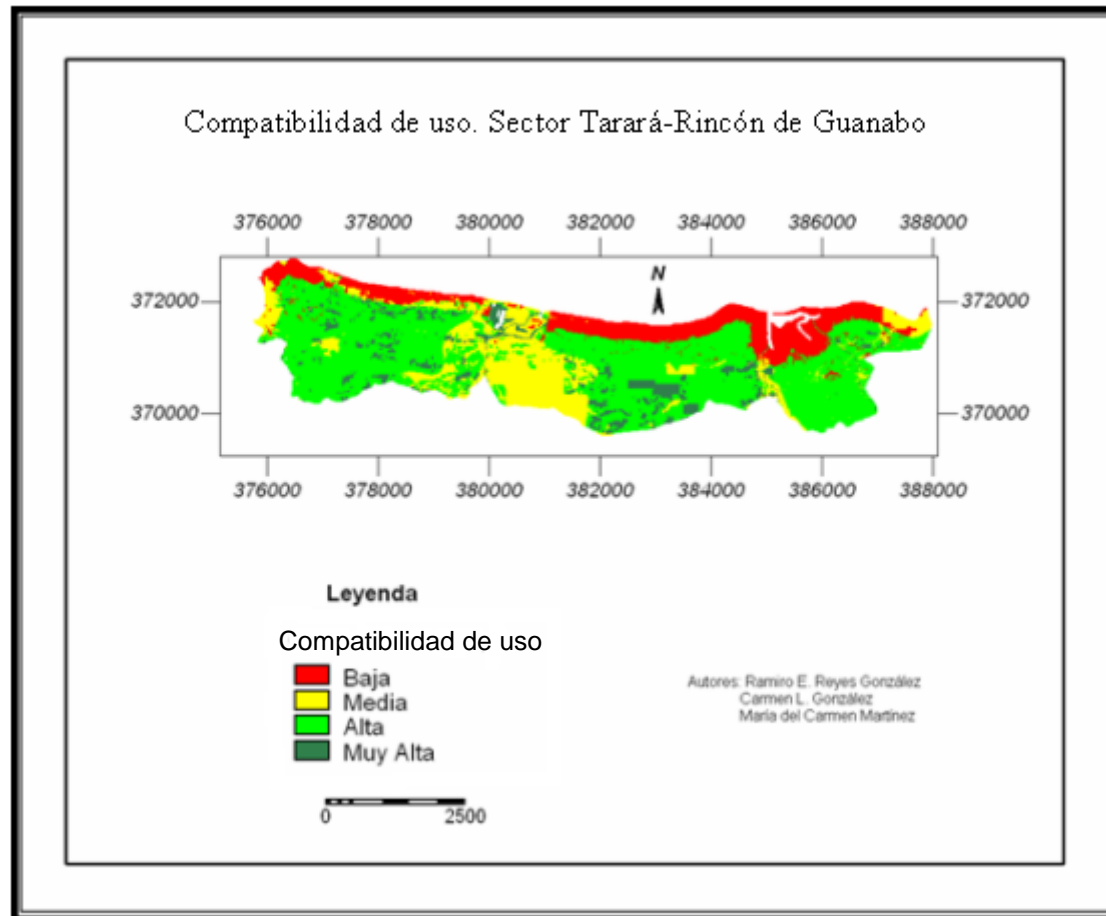 Compatibilidad de uso. Sector Tarará-Rincón de Guanabo
376000 378000 380000 382000 384000 386000 388000
N
372000 372000
370000 370000
376000 378000 380000 382000 384000 386000 388000
Leyenda
Compatibilidad de uso
Baja
Media
Alta
Muy Alta
Autores: Ramiro E. Reyes González
Carmen L. González
María del Carmen Martínez
0 2500